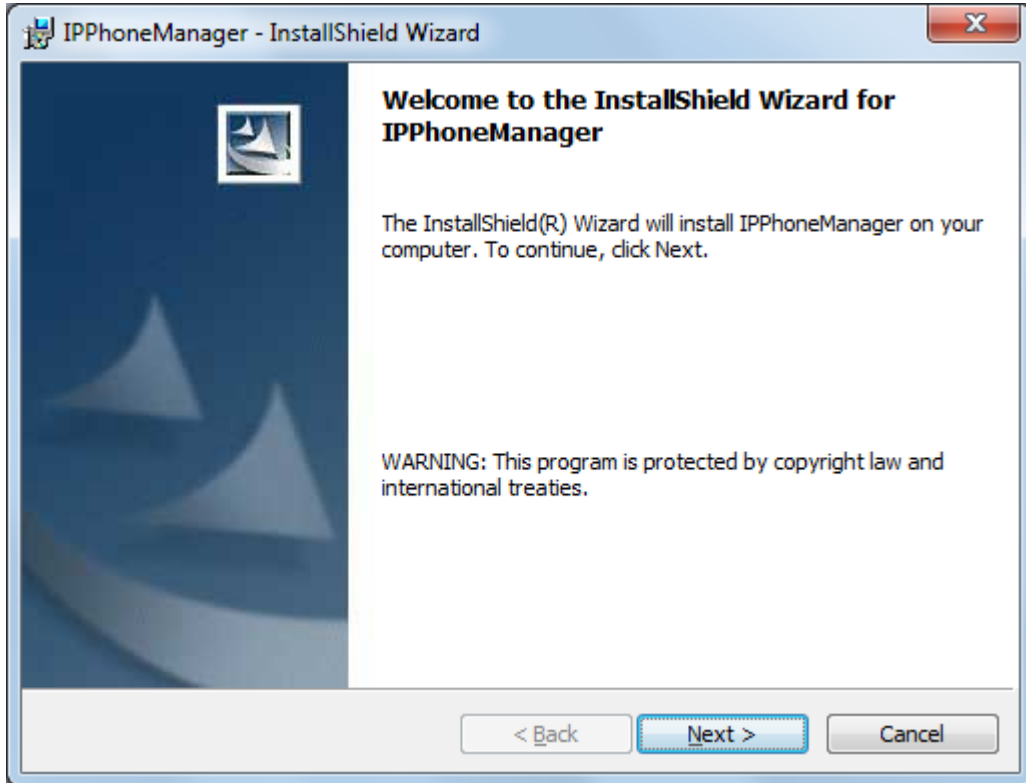 IPPhoneManager - InstallShield Wizard
Welcome to the InstallShield Wizard for
IPPhoneManager
The InstallShield(R) Wizard will install IPPhoneManager on your
computer. To continue, click Next.
WARNING: This program is protected by copyright law and
international treaties.
< Back
Next >
Cancel